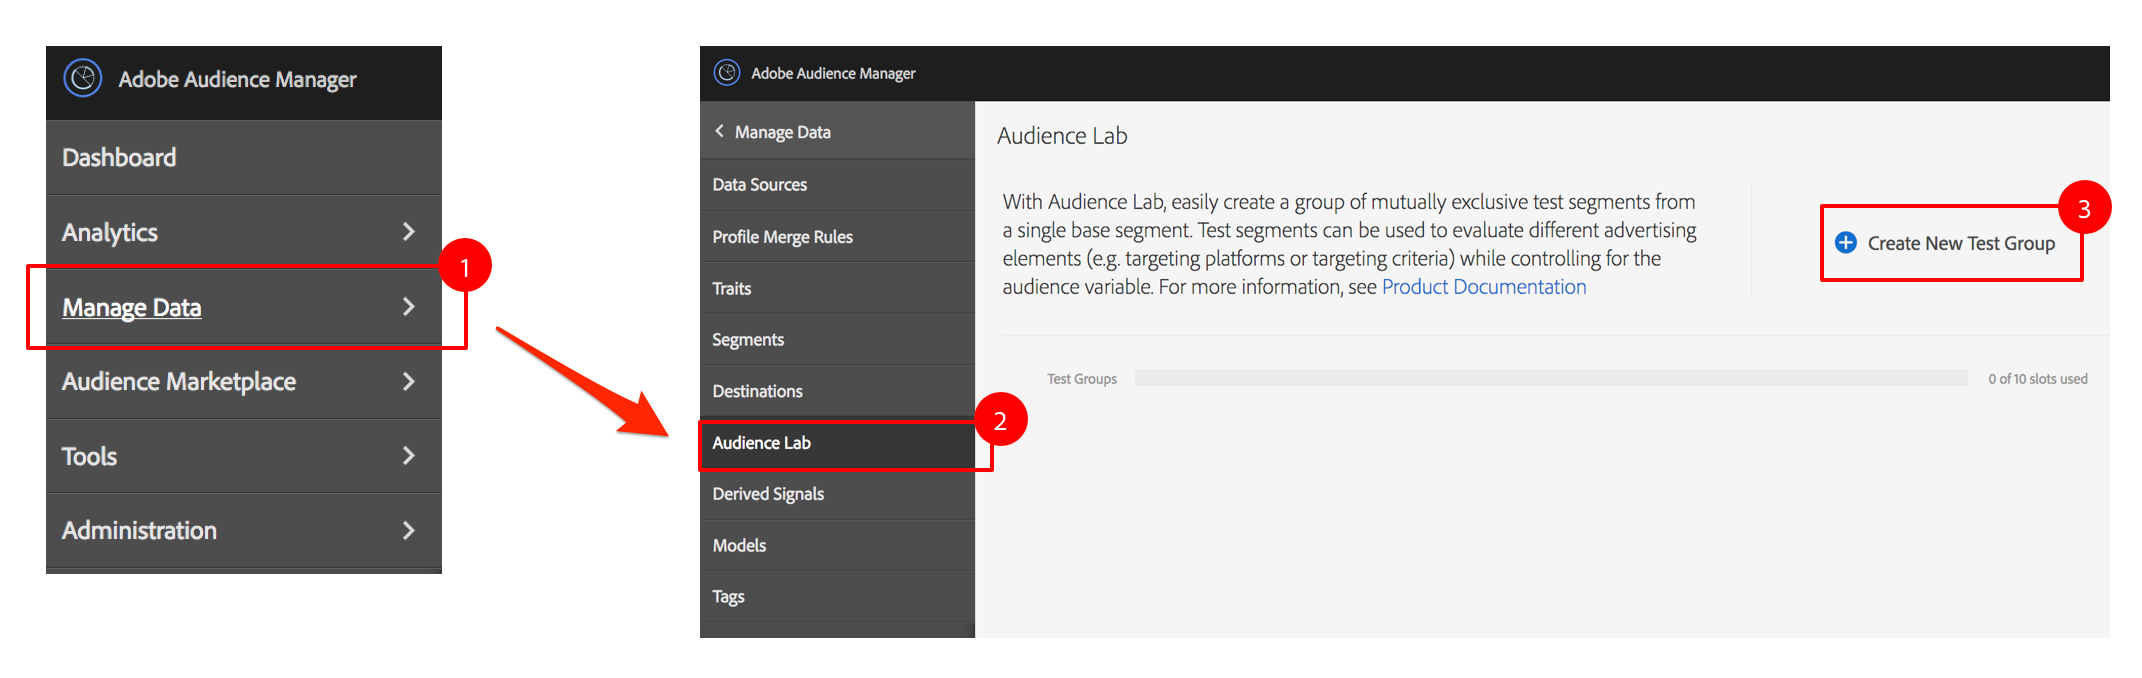 Adobe Audience Manager
Dashboard
Analytics
1
Manage Data
Audience Marketplace
Tools
Administration
Adobe Audience Manager
Manage Data
Data Sources
Profile Merge Rules
Traits
Segments
Destinations
2
Audience Lab
Derived Signals
Models
Tags
Audience Lab
With Audience Lab, easily create a group of mutually exclusive test segments from
a single base segment. Test segments can be used to evaluate different advertising
elements (e.g. targeting platforms or targeting criteria) while controlling for the
audience variable. For more information, see Product Documentation
3
Create New Test Group
Test Groups
0 of 10 slots used